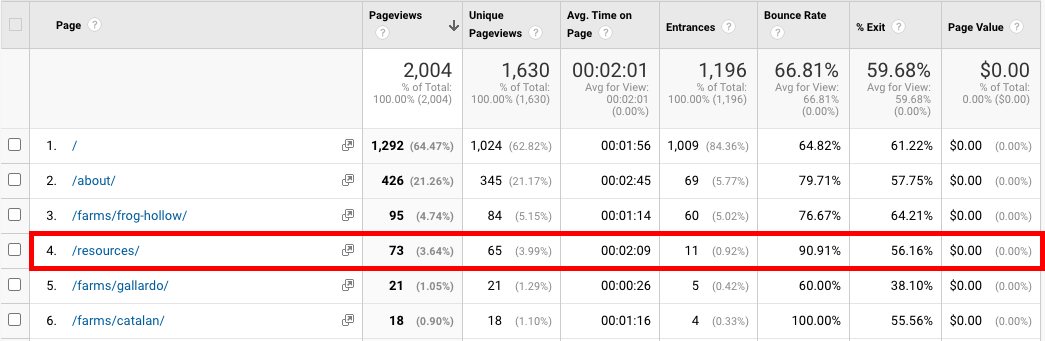 Page ? Pageviews ? Unique Pageviews ? Avg. Time on Page ? Entrances ? Bounce Rate ? % Exit ? Page Value ?
2,004 1,630 00:02:01 1,196 66.81% 59.68% $0.00
% of Total: 100.00% (2,004) % of Total: 100.00% (1,630) Avg for View: 00:02:01 (0.00%) % of Total: 100.00% (1,196) Avg for View: 66.81% (0.00%) Avg for View: 59.68% (0.00%) % of Total: 0.00% ($0.00)
1. / 1,292 (64.47%) 1,024 (62.82%) 00:01:56 1,009 (84.36%) 64.82% 61.22% $0.00 (0.00%)
2. /about/ 426 (21.26%) 345 (21.17%) 00:02:45 69 (5.77%) 79.71% 57.75% $0.00 (0.00%)
3. /farms/frog-hollow/ 95 (4.74%) 84 (5.15%) 00:01:14 60 (5.02%) 76.67% 64.21% $0.00 (0.00%)
4. /resources/ 73 (3.64%) 65 (3.99%) 00:02:09 11 (0.92%) 90.91% 56.16% $0.00 (0.00%)
5. /farms/gallardo/ 21 (1.05%) 21 (1.29%) 00:00:26 5 (0.42%) 60.00% 38.10% $0.00 (0.00%)
6. /farms/catalan/ 18 (0.90%) 18 (1.10%) 00:01:16 4 (0.33%) 100.00% 55.56% $0.00 (0.00%)